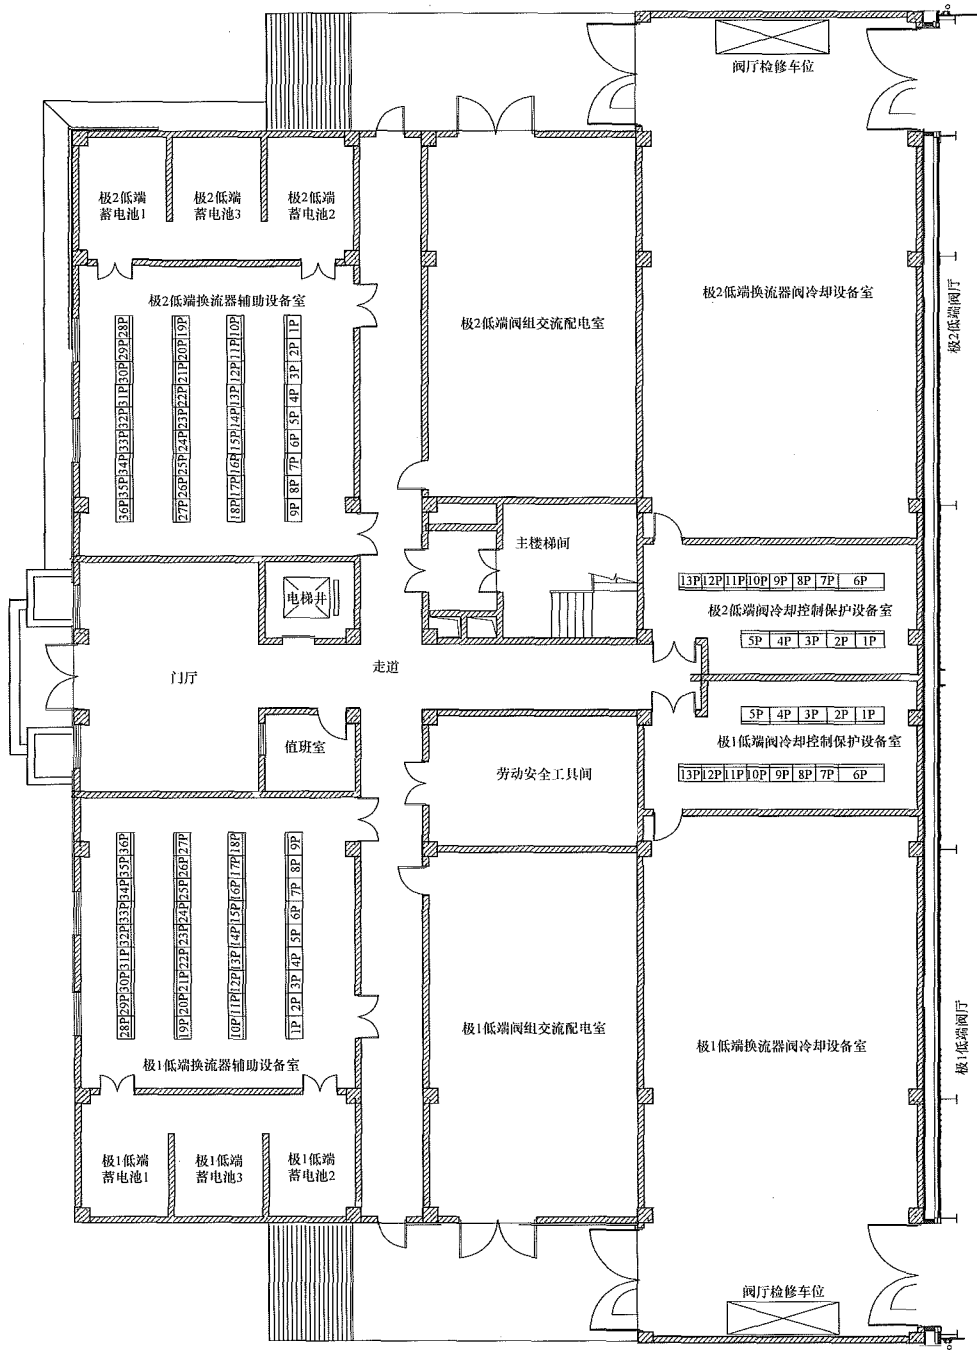 阀厅检修车位
极2低端
蓄电池1
极2低端
蓄电池3
极2低端
蓄电池2
极2低端换流器辅助设备室
28P 29P 30P 31P 32P 33P 34P 35P 36P
19P 20P 21P 22P 23P 24P 25P 26P 27P
10P 11P 12P 13P 14P 15P 16P 17P 18P
1P 2P 3P 4P 5P 6P 7P 8P 9P
极2低端阀组交流配电室
极2低端换流器阀冷却设备室
极2低端阀厅
主楼梯间
电梯井
13P 12P 11P 10P 9P 8P 7P 6P
极2低端阀冷却控制保护设备室
5P 4P 3P 2P 1P
门厅
走道
5P 4P 3P 2P 1P
极1低端阀冷却控制保护设备室
13P 12P 11P 10P 9P 8P 7P 6P
值班室
劳动安全工具间
36P 35P 34P 33P 32P 31P 30P 29P 28P
27P 26P 25P 24P 23P 22P 21P 20P 19P
18P 17P 16P 15P 14P 13P 12P 11P 10P
9P 8P 7P 6P 5P 4P 3P 2P 1P
极1低端换流器辅助设备室
极1低端阀组交流配电室
极1低端换流器阀冷却设备室
极1低端阀厅
极1低端
蓄电池1
极1低端
蓄电池3
极1低端
蓄电池2
阀厅检修车位